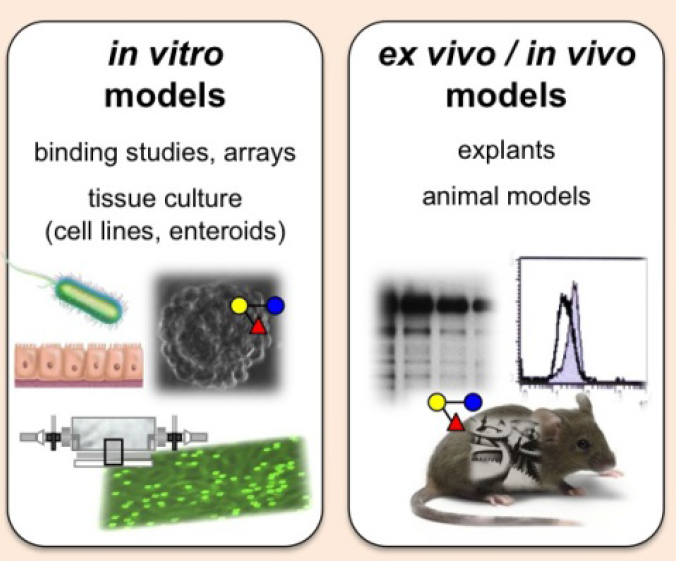 in vitro
models
binding studies, arrays
tissue culture
(cell lines, enteroids)
ex vivo / in vivo
models
explants
animal models